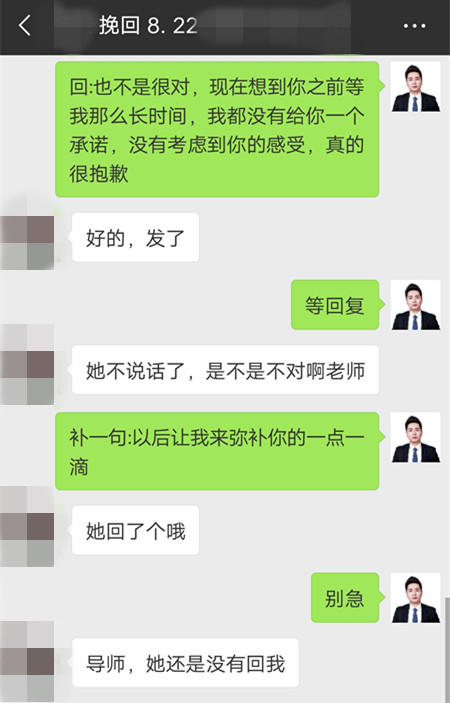 挽回 8. 22
回:也不是很对，现在想到你之前等
我那么长时间，我都没有给你一个
承诺，没有考虑到你的感受，真的
很抱歉
好的，发了
等回复
她不说话了，是不是不对啊老师
补一句:以后让我来弥补你的一点一
滴
她回了个哦
别急
导师，她还是没有回我